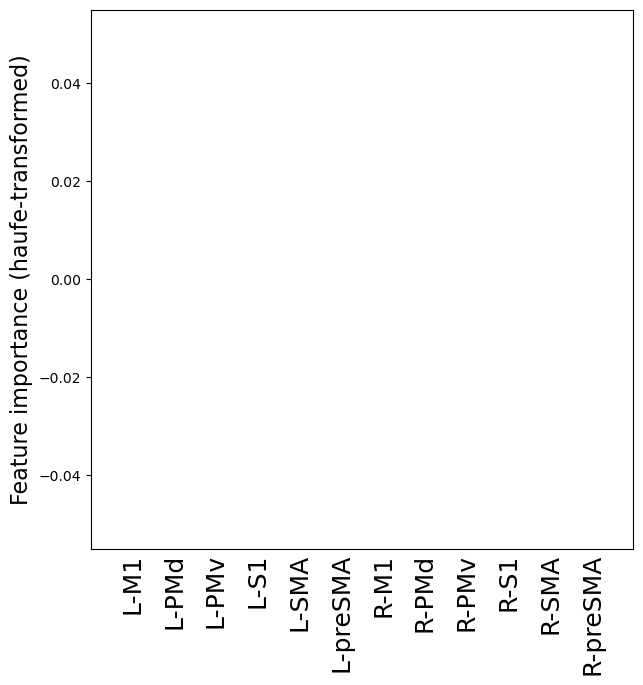 Feature importance (haufe-transformed)
0.04
0.02
0.00
−0.02
−0.04
L-M1
L-PMd
L-PMv
L-S1
L-SMA
L-preSMA
R-M1
R-PMd
R-PMv
R-S1
R-SMA
R-preSMA